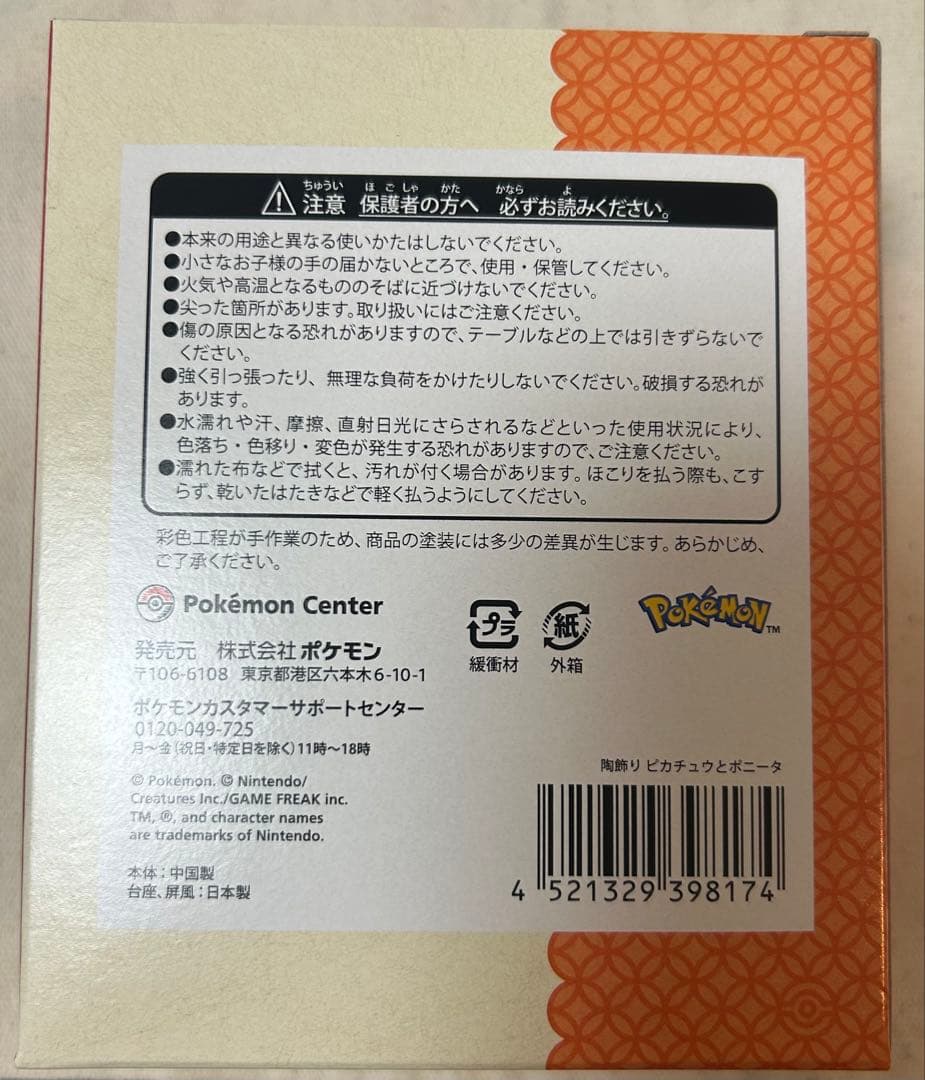 注意 保護者の方へ 必ずお読みください。
ちゅうい ほごしゃ かた かなら よ
●本来の用途と異なる使いかたはしないでください。
●小さなお子様の手の届かないところで、使用・保管してください。
●火気や高温となるもののそばに近づけないでください。
●尖った箇所があります。取り扱いにはご注意ください。
●傷の原因となる恐れがありますので、テーブルなどの上では引きずらないで
ください。
●強く引っ張ったり、無理な負荷をかけたりしないでください。破損する恐れが
あります。
●水濡れや汗、摩擦、直射日光にさらされるなどといった使用状況により、
色落ち・色移り・変色が発生する恐れがありますので、ご注意ください。
●濡れた布などで拭くと、汚れが付く場合があります。ほこりを払う際も、こす
らず、乾いたはたきなどで軽く払うようにしてください。
彩色工程が手作業のため、商品の塗装には多少の差異が生じます。あらかじめ、
ご了承ください。
Pokémon Center
プラ
緩衝材
紙
外箱
POKéMON™
発売元 株式会社ポケモン
〒106-6108 東京都港区六本木6-10-1
ポケモンカスタマーサポートセンター
0120-049-725
月〜金(祝日・特定日を除く)11時〜18時
© Pokémon. © Nintendo/
Creatures Inc./GAME FREAK inc.
TM, ®, and character names
are trademarks of Nintendo.
本体:中国製
台座、屏風:日本製
陶飾り ピカチュウとポニータ
4 521329 398174